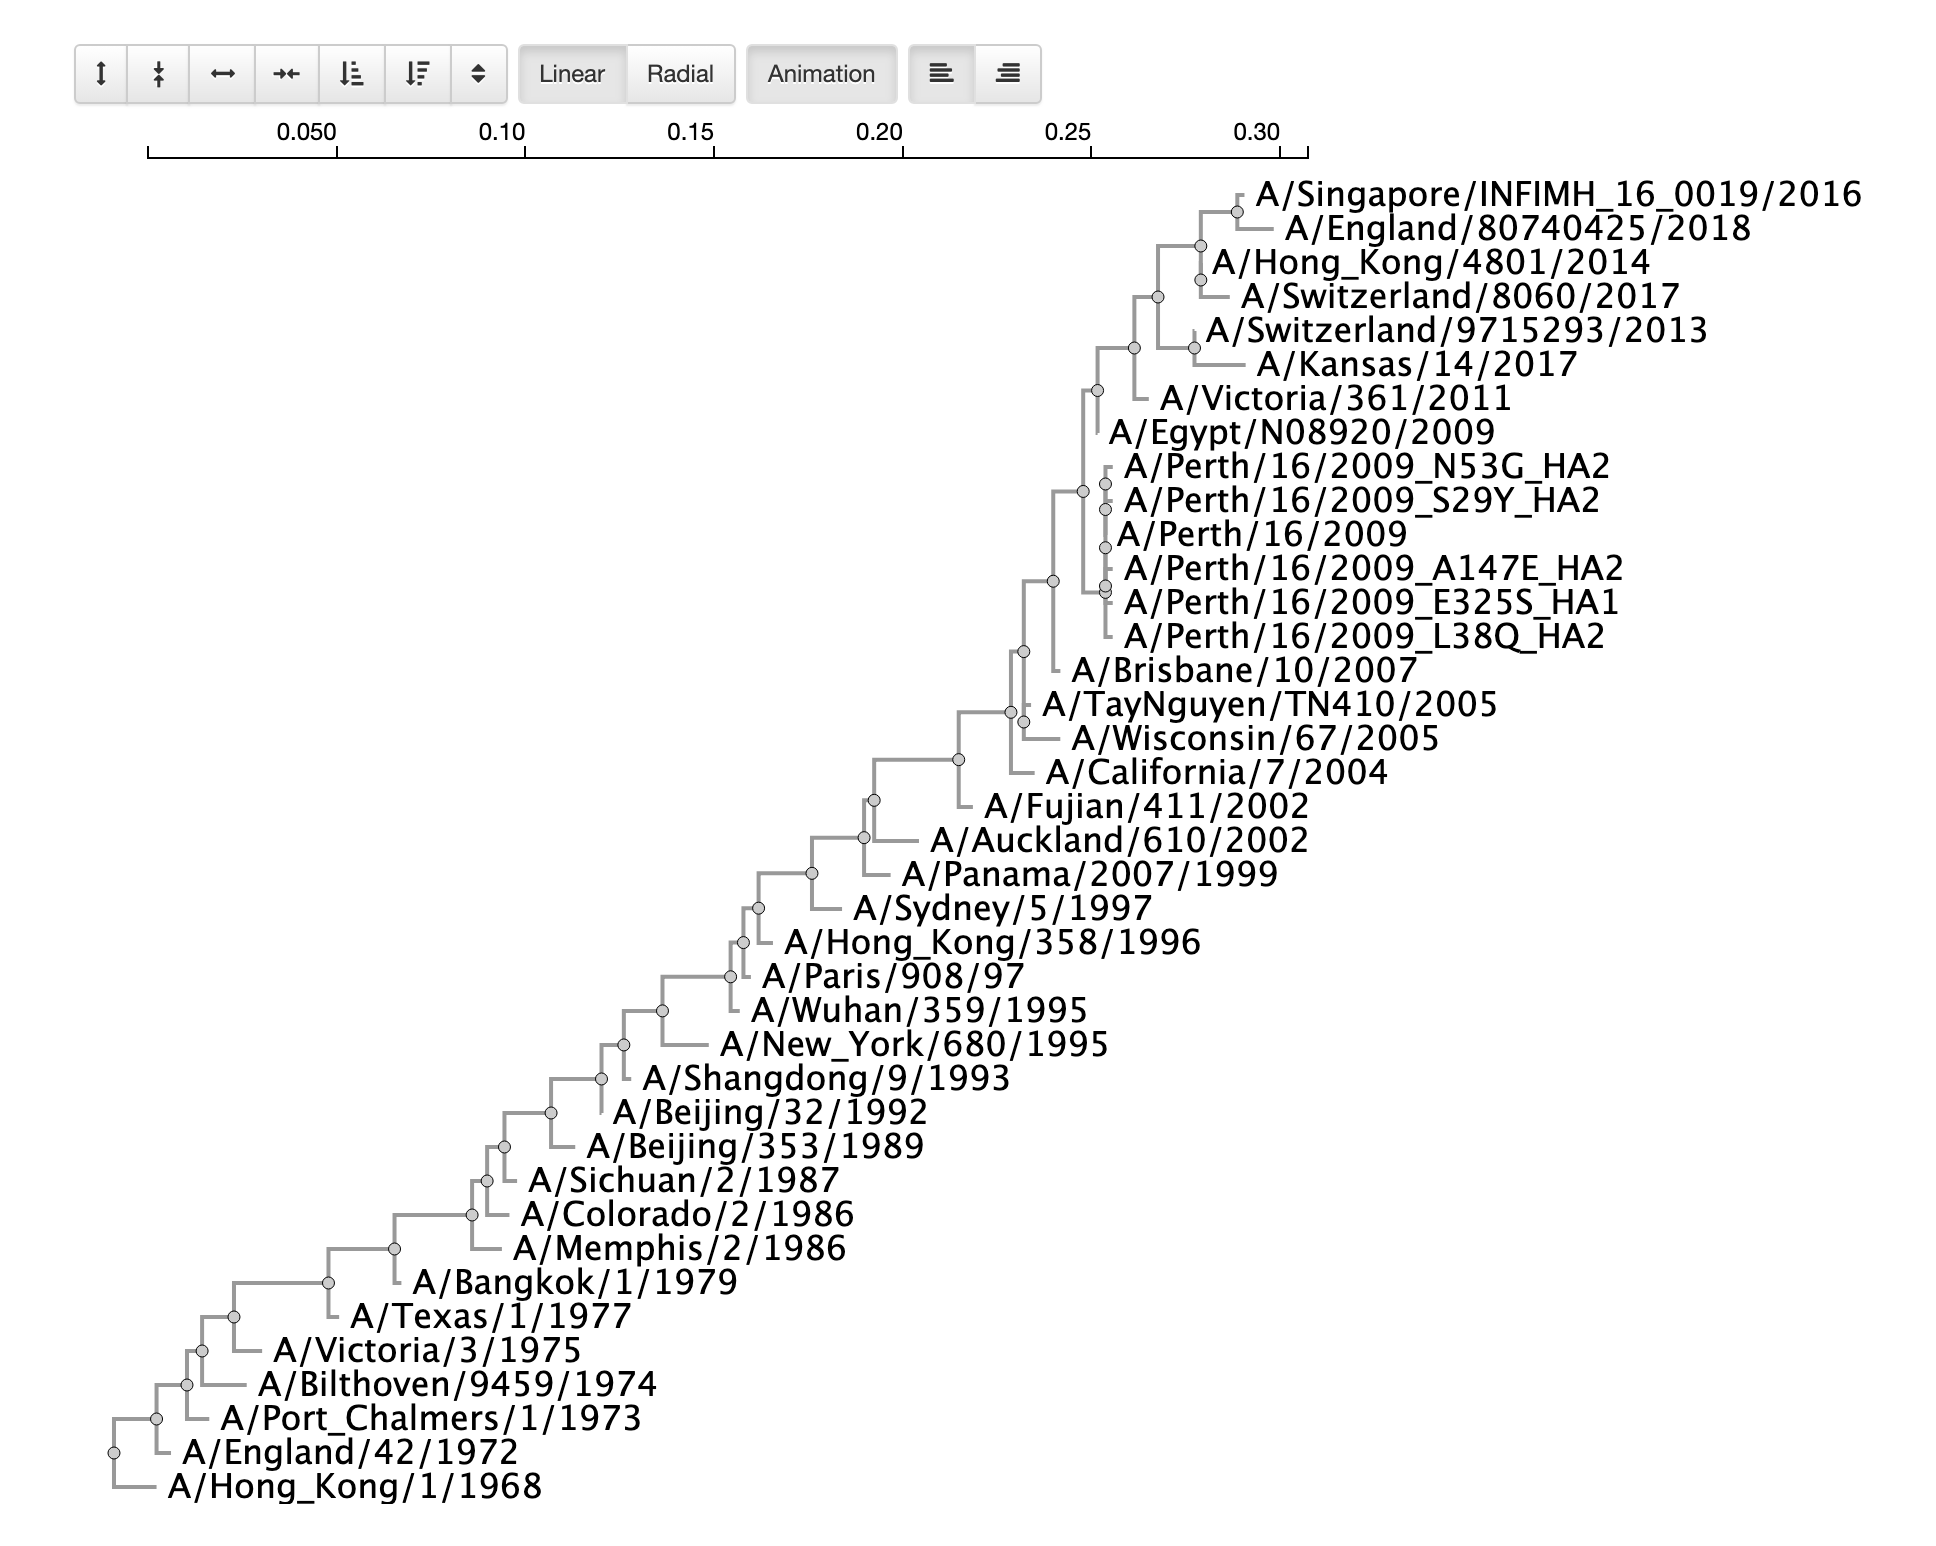 Linear Radial Animation
0.050 0.10 0.15 0.20 0.25 0.30
A/Singapore/INFIMH_16_0019/2016
A/England/80740425/2018
A/Hong_Kong/4801/2014
A/Switzerland/8060/2017
A/Switzerland/9715293/2013
A/Kansas/14/2017
A/Victoria/361/2011
A/Egypt/N08920/2009
A/Perth/16/2009_N53G_HA2
A/Perth/16/2009_S29Y_HA2
A/Perth/16/2009
A/Perth/16/2009_A147E_HA2
A/Perth/16/2009_E325S_HA1
A/Perth/16/2009_L38Q_HA2
A/Brisbane/10/2007
A/TayNguyen/TN410/2005
A/Wisconsin/67/2005
A/California/7/2004
A/Fujian/411/2002
A/Auckland/610/2002
A/Panama/2007/1999
A/Sydney/5/1997
A/Hong_Kong/358/1996
A/Paris/908/97
A/Wuhan/359/1995
A/New_York/680/1995
A/Shangdong/9/1993
A/Beijing/32/1992
A/Beijing/353/1989
A/Sichuan/2/1987
A/Colorado/2/1986
A/Memphis/2/1986
A/Bangkok/1/1979
A/Texas/1/1977
A/Victoria/3/1975
A/Bilthoven/9459/1974
A/Port_Chalmers/1/1973
A/England/42/1972
A/Hong_Kong/1/1968